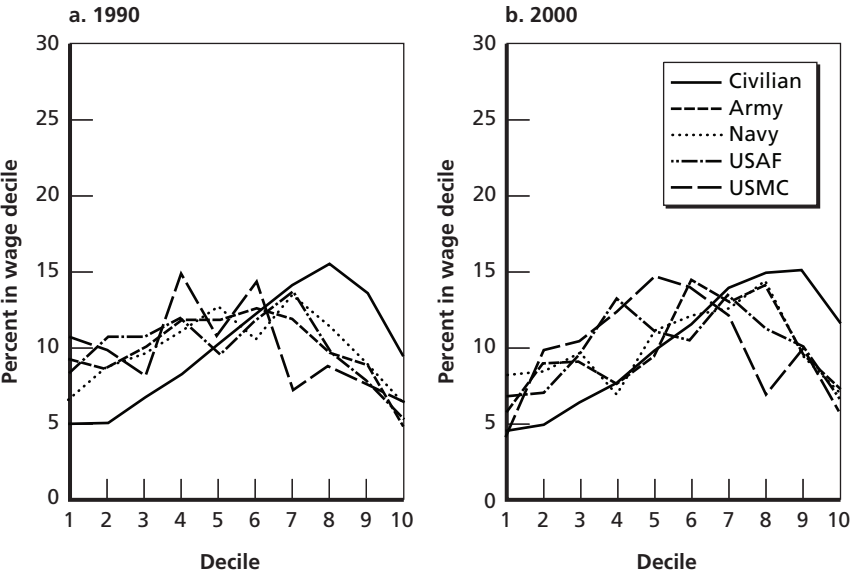 a. 1990
Percent in wage decile
30
25
20
15
10
5
0
1 2 3 4 5 6 7 8 9 10
Decile
b. 2000
Percent in wage decile
30
25
20
15
10
5
0
1 2 3 4 5 6 7 8 9 10
Decile
Civilian
Army
Navy
USAF
USMC